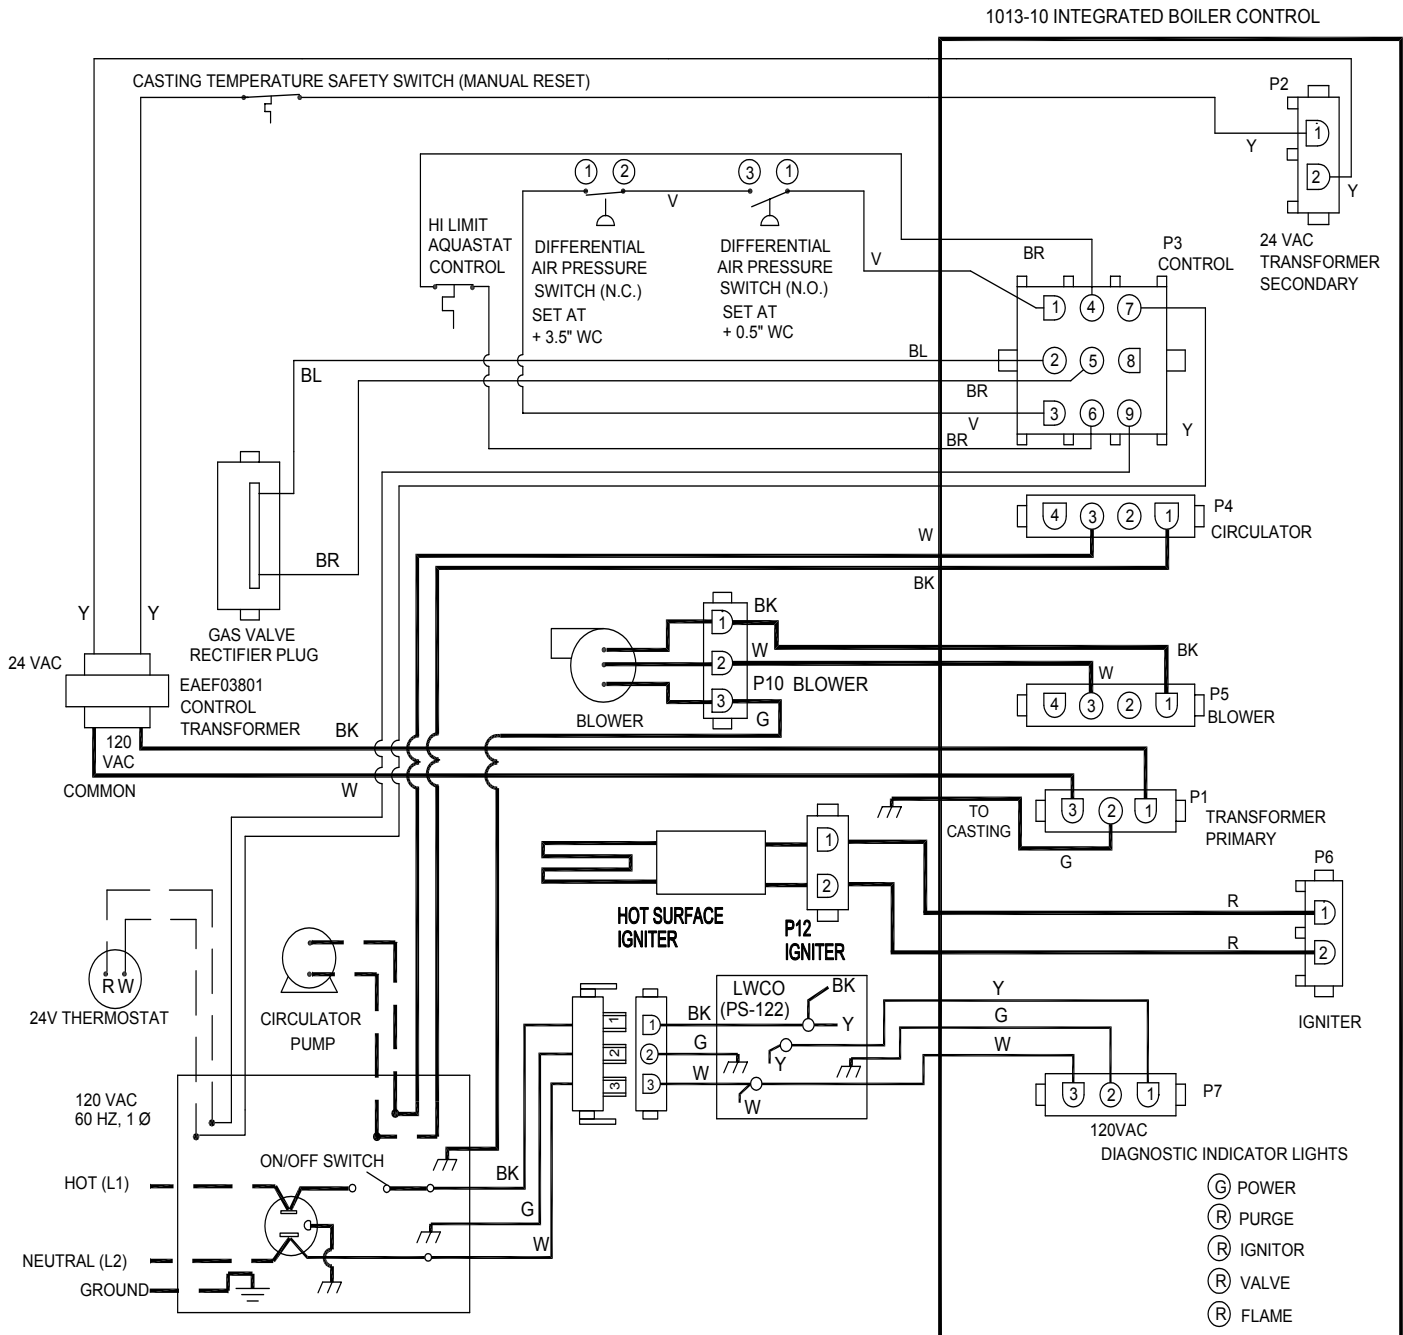 1013-10 INTEGRATED BOILER CONTROL
CASTING TEMPERATURE SAFETY SWITCH (MANUAL RESET)
P2
1
2
Y
Y
24 VAC
TRANSFORMER
SECONDARY
1 2
V
3 1
HI LIMIT
AQUASTAT
CONTROL
DIFFERENTIAL
AIR PRESSURE
SWITCH (N.C.)
SET AT
+ 3.5" WC
DIFFERENTIAL
AIR PRESSURE
SWITCH (N.O.)
SET AT
+ 0.5" WC
V
BR
P3
CONTROL
1 4 7
2 5 8
3 6 9
BL
BL
BR
V
BR
Y
BR
GAS VALVE
RECTIFIER PLUG
4 3 2 1
P4
CIRCULATOR
W
BK
Y
Y
24 VAC
EAEF03801
CONTROL
TRANSFORMER
120
VAC
COMMON
BLOWER
1
2
3
BK
W
P10 BLOWER
G
BK
W
4 3 2 1
P5
BLOWER
BK
W
TO
CASTING
G
3 2 1
P1
TRANSFORMER
PRIMARY
HOT SURFACE
IGNITER
1
2
P12
IGNITER
R
R
P6
1
2
IGNITER
R W
24V THERMOSTAT
CIRCULATOR
PUMP
1
2
3
1
2
3
BK
G
W
LWCO
(PS-122)
BK
Y
Y
W
Y
G
W
3 2 1
P7
120VAC
120 VAC
60 HZ, 1 Ø
ON/OFF SWITCH
HOT (L1)
NEUTRAL (L2)
GROUND
BK
G
W
DIAGNOSTIC INDICATOR LIGHTS
G POWER
R PURGE
R IGNITOR
R VALVE
R FLAME